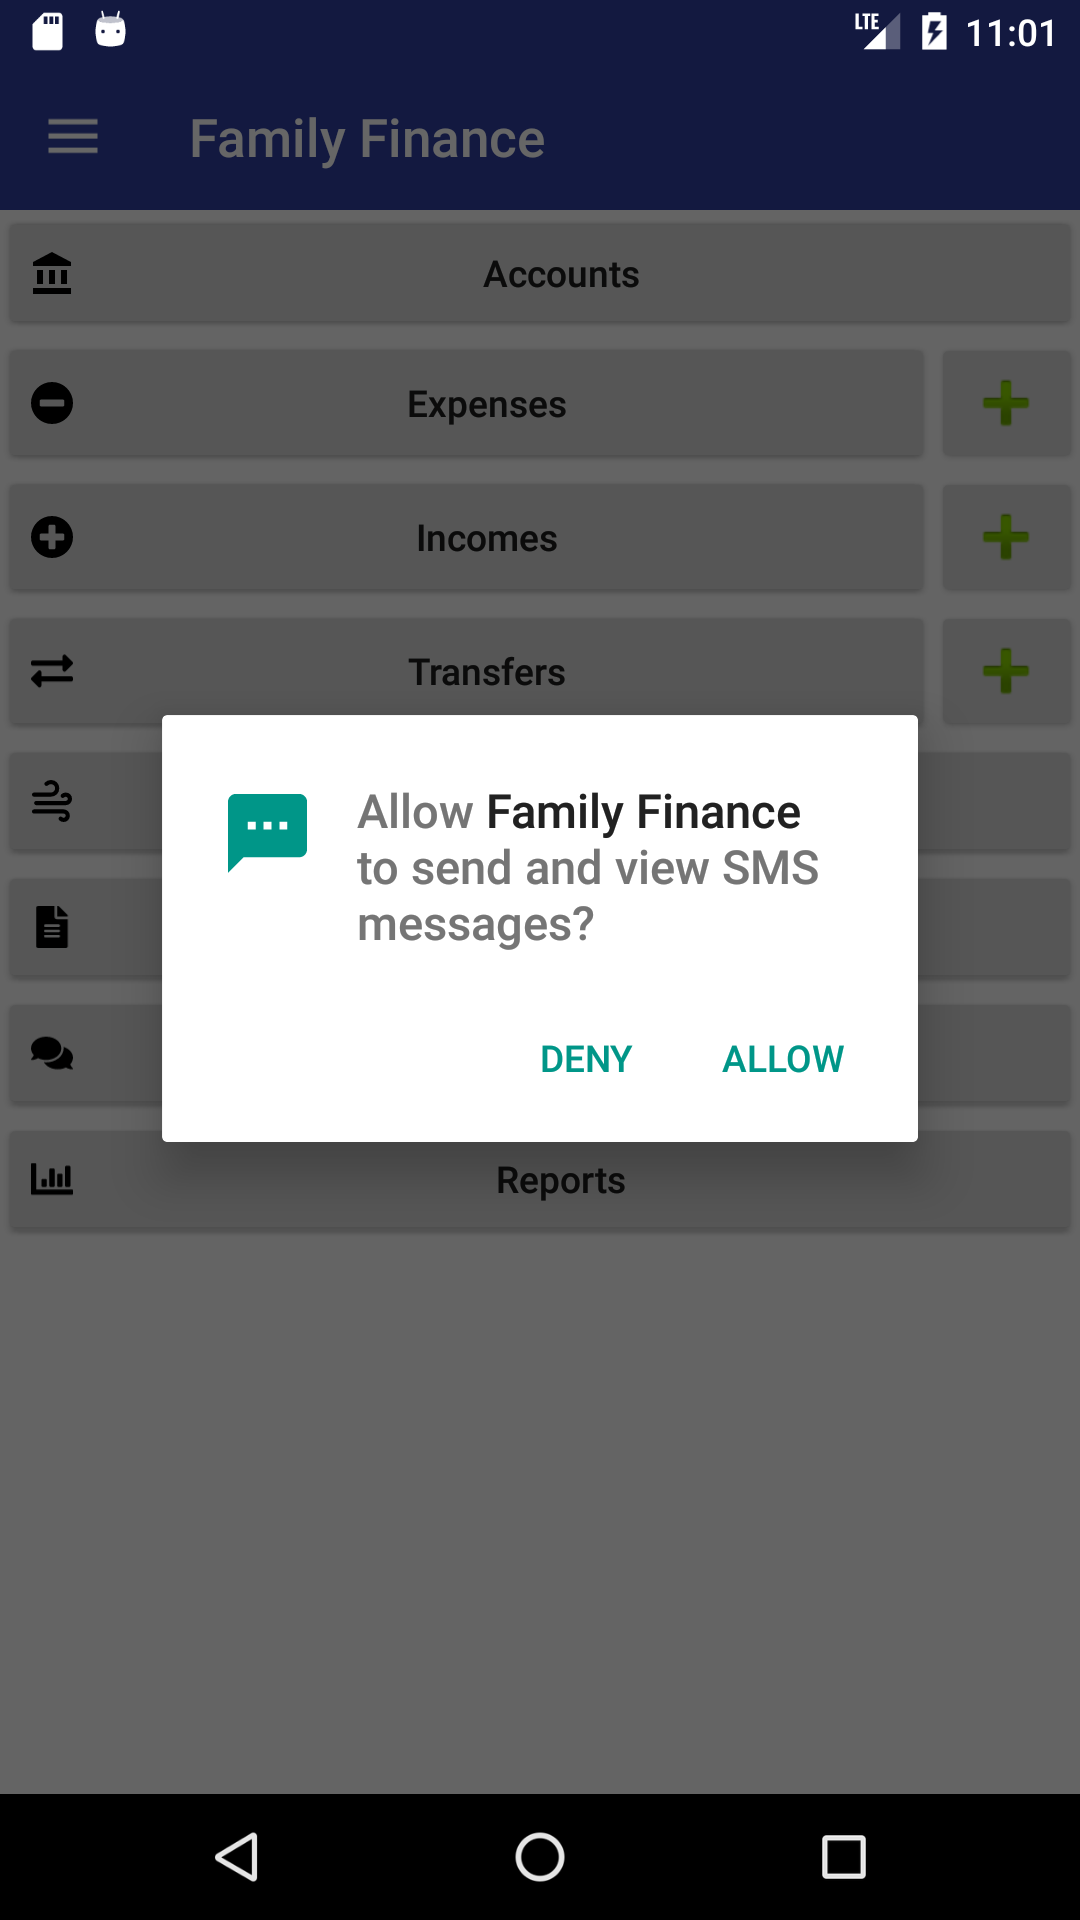 LTE 11:01
Family Finance
Accounts
Expenses
Incomes
Transfers
Allow Family Finance
to send and view SMS
messages?
DENY ALLOW
Reports